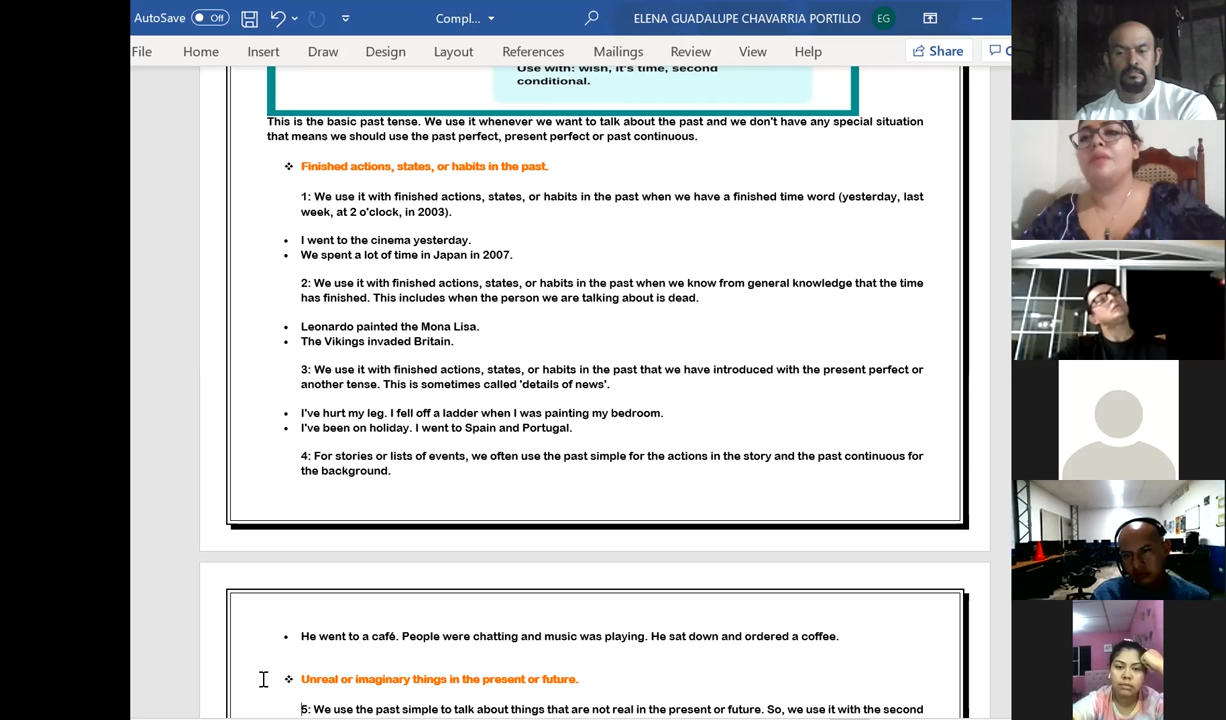 AutoSave Off Compl... ELENA GUADALUPE CHAVARRIA PORTILLO EG
File Home Insert Draw Design Layout References Mailings Review View Help Share C
Use with: wish, it's time, second
conditional.
This is the basic past tense. We use it whenever we want to talk about the past and we don't have any special situation
that means we should use the past perfect, present perfect or past continuous.
❖ Finished actions, states, or habits in the past.
1: We use it with finished actions, states, or habits in the past when we have a finished time word (yesterday, last
week, at 2 o'clock, in 2003).
• I went to the cinema yesterday.
• We spent a lot of time in Japan in 2007.
2: We use it with finished actions, states, or habits in the past when we know from general knowledge that the time
has finished. This includes when the person we are talking about is dead.
• Leonardo painted the Mona Lisa.
• The Vikings invaded Britain.
3: We use it with finished actions, states, or habits in the past that we have introduced with the present perfect or
another tense. This is sometimes called 'details of news'.
• I've hurt my leg. I fell off a ladder when I was painting my bedroom.
• I've been on holiday. I went to Spain and Portugal.
4: For stories or lists of events, we often use the past simple for the actions in the story and the past continuous for
the background.
• He went to a café. People were chatting and music was playing. He sat down and ordered a coffee.
❖ Unreal or imaginary things in the present or future.
5: We use the past simple to talk about things that are not real in the present or future. So, we use it with the second